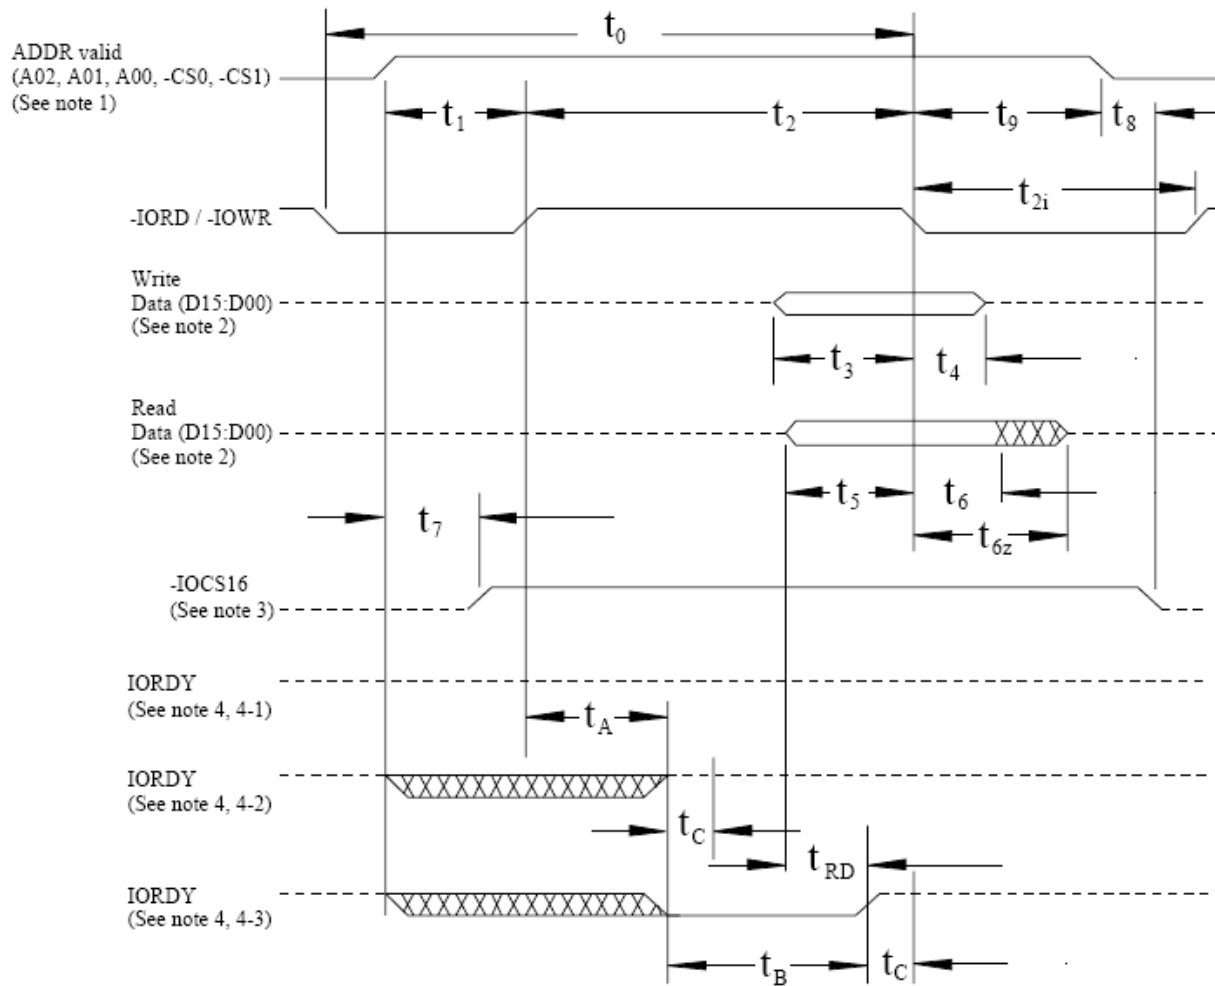 t0
ADDR valid
(A02, A01, A00, -CS0, -CS1)
(See note 1)
t1
t2
t9
t8
t2i
-IORD / -IOWR
Write
Data (D15:D00)
(See note 2)
t3
t4
Read
Data (D15:D00)
(See note 2)
t5
t6
t7
t6z
-IOCS16
(See note 3)
IORDY
(See note 4, 4-1)
tA
IORDY
(See note 4, 4-2)
tC
tRD
IORDY
(See note 4, 4-3)
tB
tC